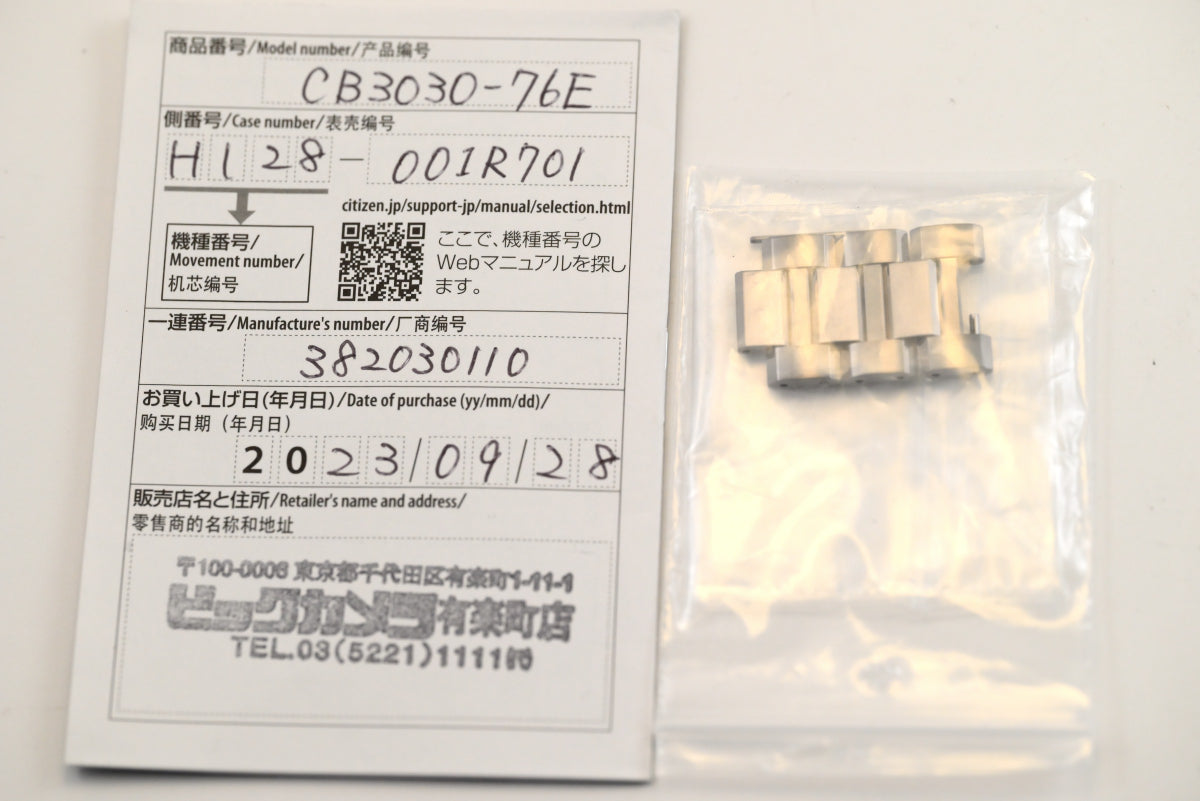 商品番号/Model number/产品编号
CB3030-76E
側番号/Case number/表壳编号
H128-001R701
citizen.jp/support-jp/manual/selection.html
機種番号/
Movement number/
机芯编号
ここで、機種番号の
Webマニュアルを探し
ます。
一連番号/Manufacture's number/厂商编号
382030110
お買い上げ日(年月日)/Date of purchase (yy/mm/dd)/
购买日期（年月日）
2023/09/28
販売店名と住所/Retailer's name and address/
零售商的名称和地址
〒100-0006 東京都千代田区有楽町1-11-1
ビックカメラ有楽町店
TEL.03(5221)1111㈹